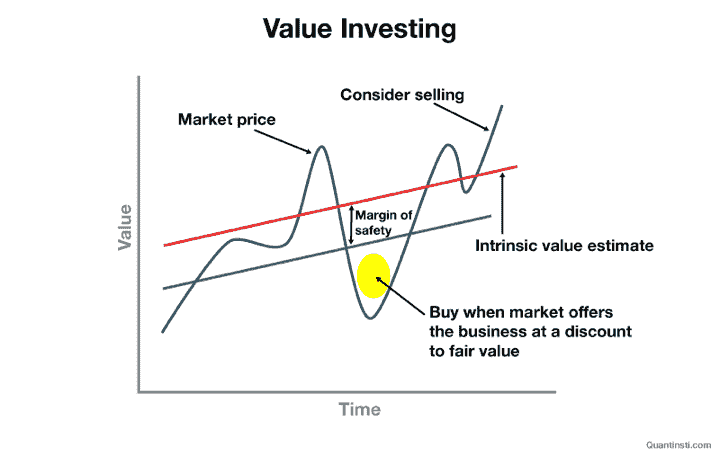 Value Investing
Consider selling
Market price
Value
Margin of
safety
Intrinsic value estimate
Buy when market offers
the business at a discount
to fair value
Time
Quantinsti.com